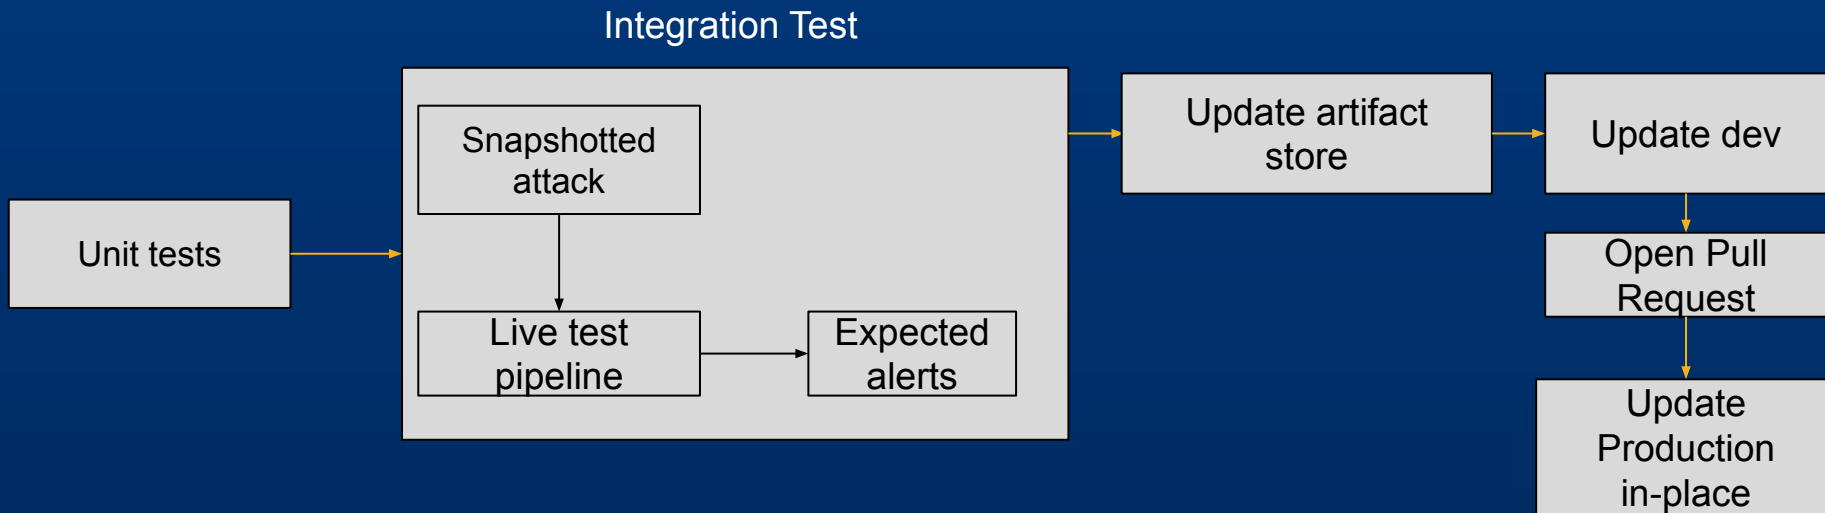 Integration Test
Unit tests
Snapshotted
attack
Live test
pipeline
Expected
alerts
Update artifact
store
Update dev
Open Pull
Request
Update
Production
in-place